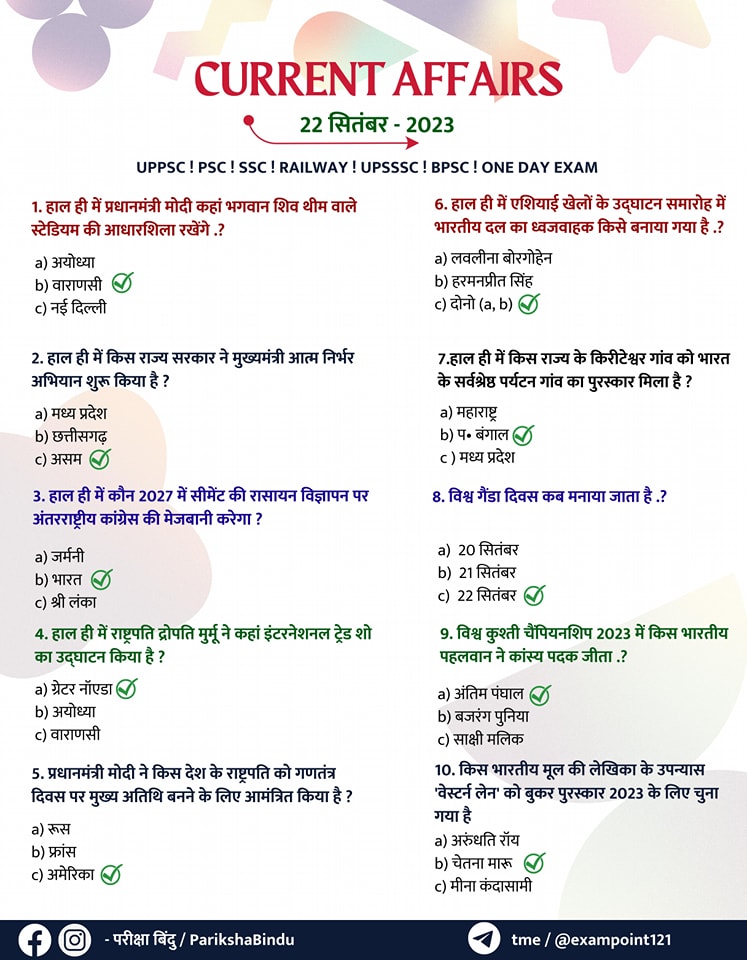 CURRENT AFFAIRS
22 सितंबर - 2023
UPPSC ! PSC ! SSC ! RAILWAY ! UPSSSC ! BPSC ! ONE DAY EXAM
1. हाल ही में प्रधानमंत्री मोदी कहां भगवान शिव थीम वाले
स्टेडियम की आधारशिला रखेंगे .?
a) अयोध्या
b) वाराणसी
c) नई दिल्ली
2. हाल ही में किस राज्य सरकार ने मुख्यमंत्री आत्म निर्भर
अभियान शुरू किया है ?
a) मध्य प्रदेश
b) छत्तीसगढ़
c) असम
3. हाल ही में कौन 2027 में सीमेंट की रासायन विज्ञापन पर
अंतरराष्ट्रीय कांग्रेस की मेजबानी करेगा ?
a) जर्मनी
b) भारत
c) श्री लंका
4. हाल ही में राष्ट्रपति द्रोपति मुर्मू ने कहां इंटरनेशनल ट्रेड शो
का उद्घाटन किया है ?
a) ग्रेटर नॉएडा
b) अयोध्या
c) वाराणसी
5. प्रधानमंत्री मोदी ने किस देश के राष्ट्रपति को गणतंत्र
दिवस पर मुख्य अतिथि बनने के लिए आमंत्रित किया है ?
a) रूस
b) फ्रांस
c) अमेरिका
6. हाल ही में एशियाई खेलों के उद्घाटन समारोह में
भारतीय दल का ध्वजवाहक किसे बनाया गया है .?
a) लवलीना बोरगोहेन
b) हरमनप्रीत सिंह
c) दोनो (a, b)
7.हाल ही में किस राज्य के किरीटेश्वर गांव को भारत
के सर्वश्रेष्ठ पर्यटन गांव का पुरस्कार मिला है ?
a) महाराष्ट्र
b) प• बंगाल
c ) मध्य प्रदेश
8. विश्व गैंडा दिवस कब मनाया जाता है .?
a) 20 सितंबर
b) 21 सितंबर
c) 22 सितंबर
9. विश्व कुश्ती चैंपियनशिप 2023 में किस भारतीय
पहलवान ने कांस्य पदक जीता .?
a) अंतिम पंघाल
b) बजरंग पुनिया
c) साक्षी मलिक
10. किस भारतीय मूल की लेखिका के उपन्यास
'वेस्टर्न लेन' को बुकर पुरस्कार 2023 के लिए चुना
गया है
a) अरुंधति रॉय
b) चेतना मारू
c) मीना कंदासामी
- परीक्षा बिंदु / ParikshaBindu
tme / @exampoint121